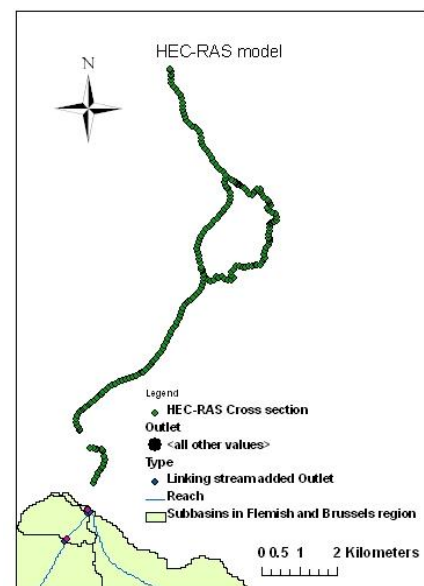 HEC-RAS model
N
Legend
HEC-RAS Cross section
Outlet
<all other values>
Type
Linking stream added Outlet
Reach
Subbasins in Flemish and Brussels region
0 0.5 1 2 Kilometers